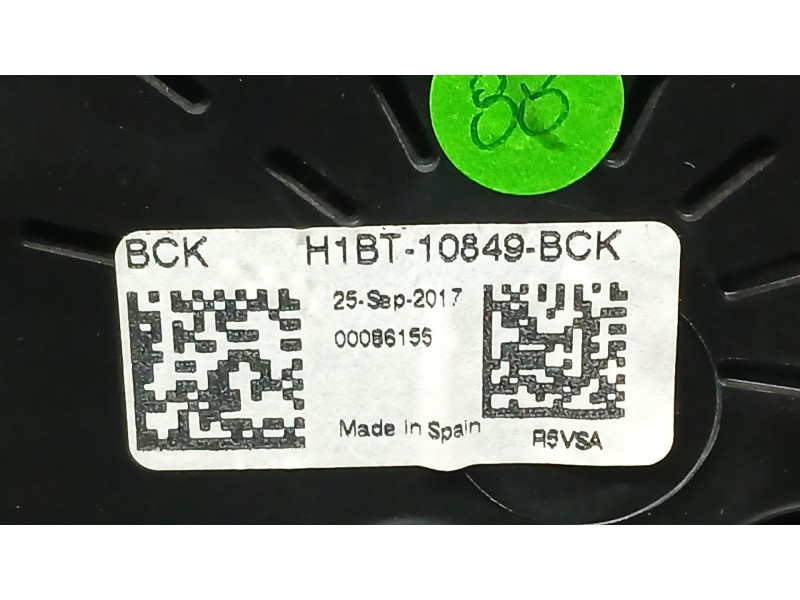 88
BCK H1BT-10849-BCK
25-Sep-2017
00086155
Made in Spain
R5VSA